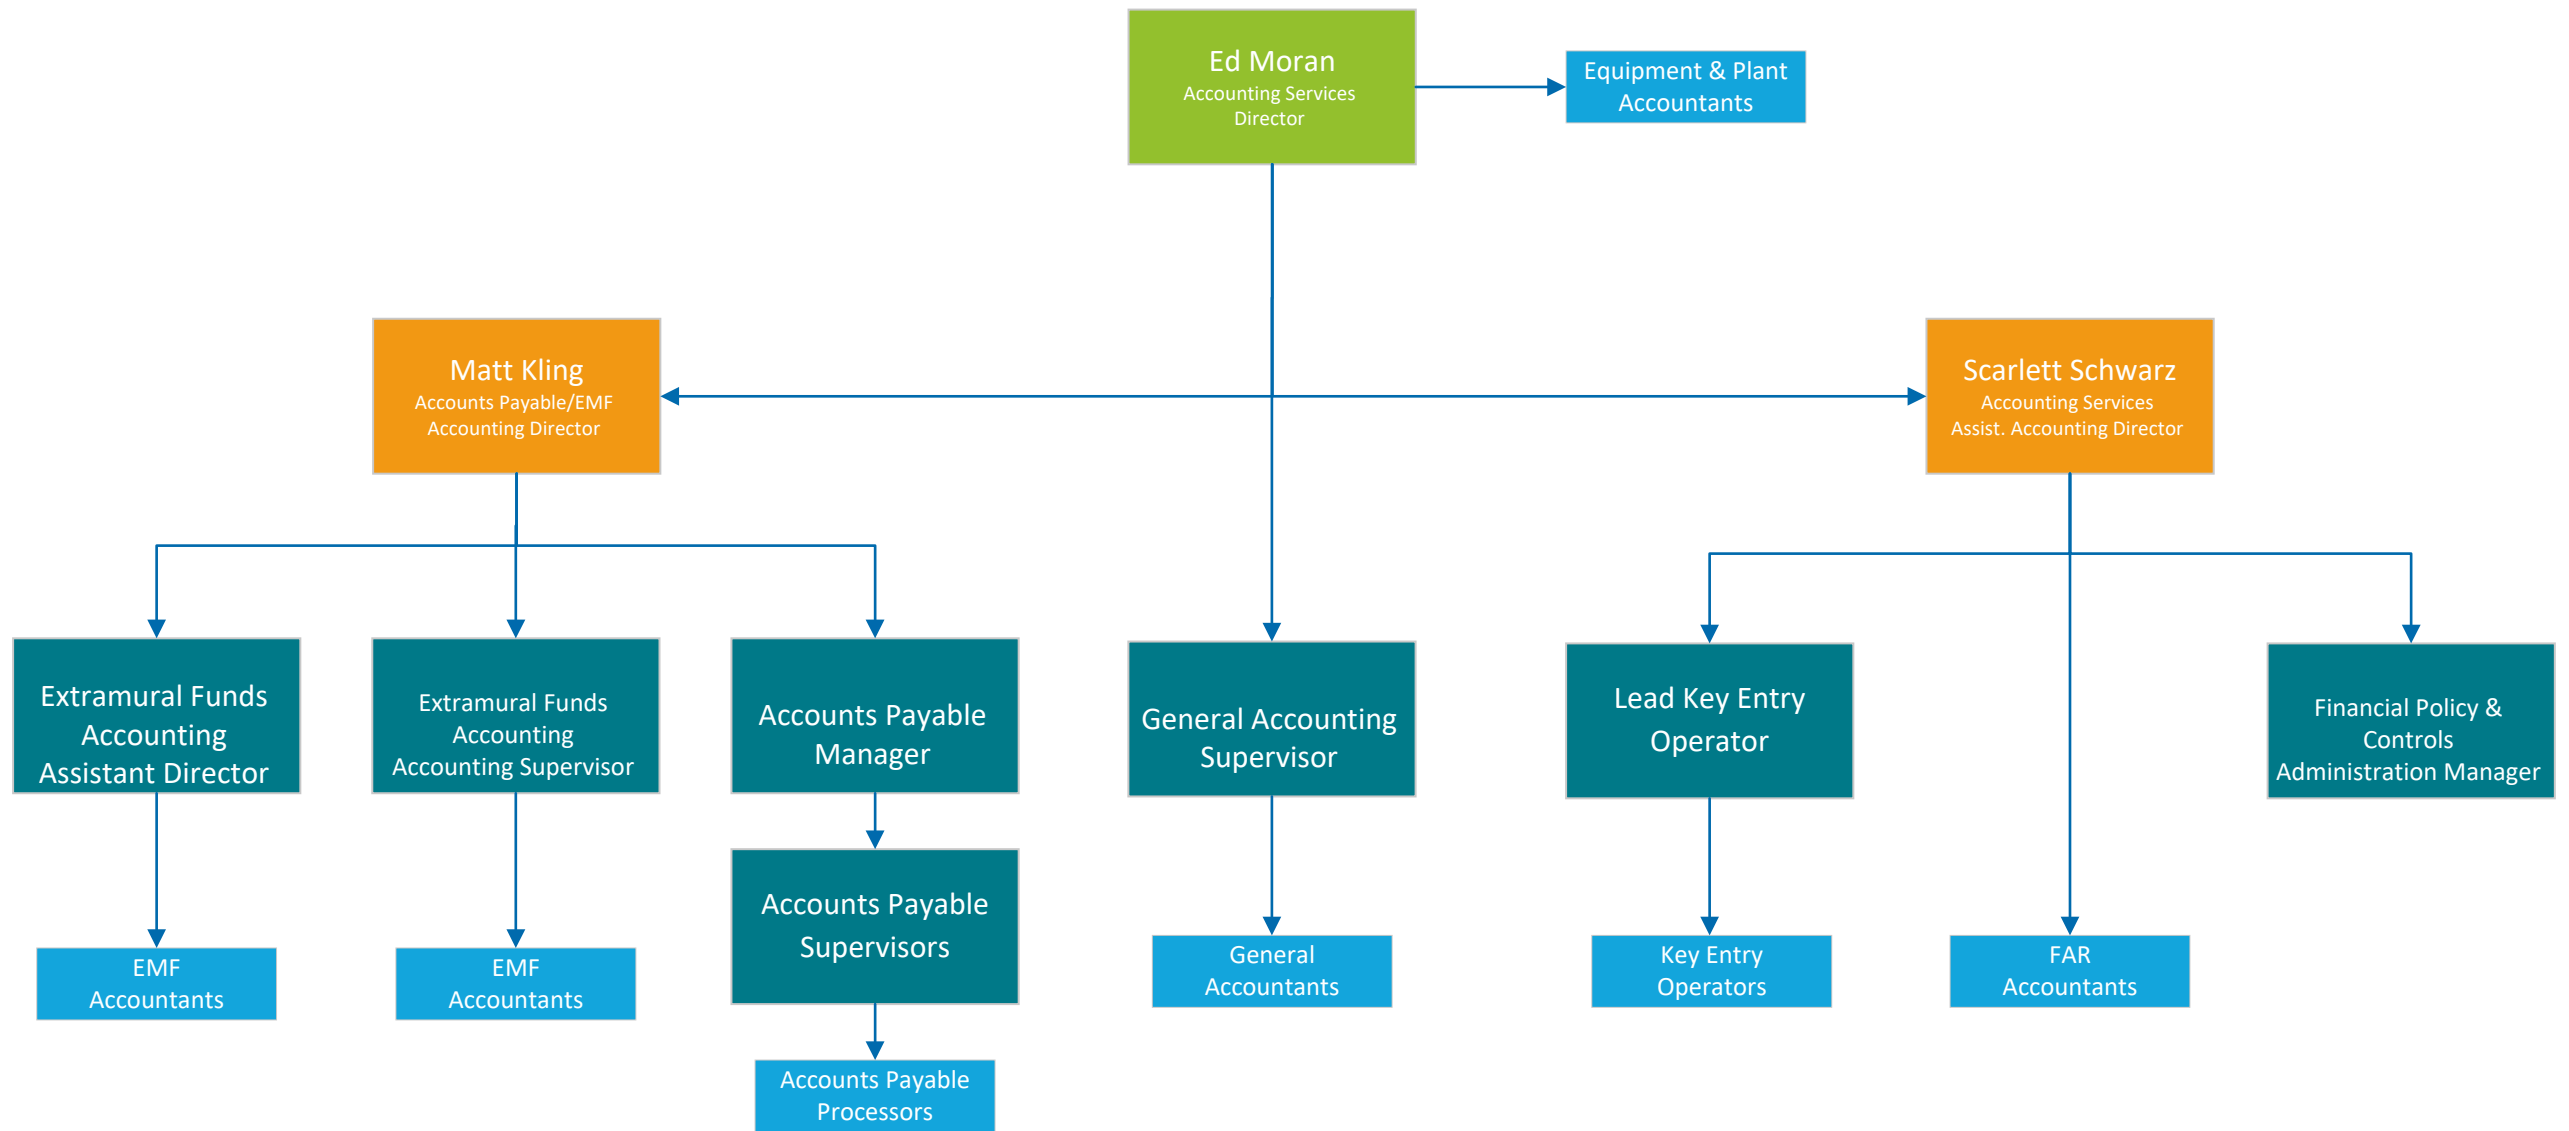 Ed Moran
Accounting Services
Director
Equipment & Plant
Accountants
Matt Kling
Accounts Payable/EMF
Accounting Director
Scarlett Schwarz
Accounting Services
Assist. Accounting Director
Extramural Funds
Accounting
Assistant Director
Extramural Funds
Accounting
Accounting Supervisor
Accounts Payable
Manager
General Accounting
Supervisor
Lead Key Entry
Operator
Financial Policy &
Controls
Administration Manager
Accounts Payable
Supervisors
EMF
Accountants
EMF
Accountants
General
Accountants
Key Entry
Operators
FAR
Accountants
Accounts Payable
Processors